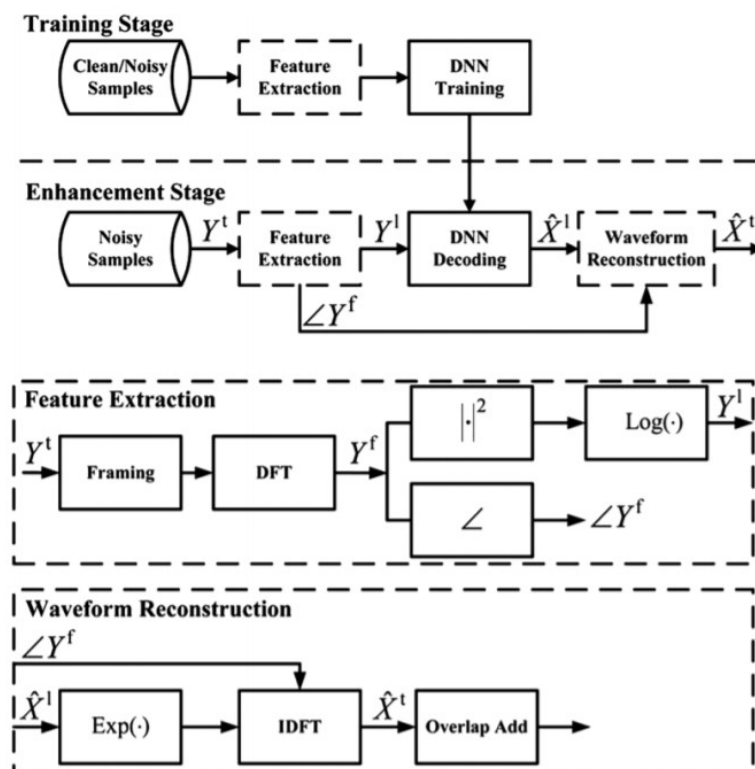 Training Stage
Clean/Noisy
Samples
Feature
Extraction
DNN
Training
Enhancement Stage
Noisy
Samples
Y^t
Feature
Extraction
Y^l
DNN
Decoding
X̂^l
Waveform
Reconstruction
X̂^t
∠Y^f
Feature Extraction
Y^t
Framing
DFT
Y^f
|·|²
Log(·)
Y^l
∠
∠Y^f
Waveform Reconstruction
∠Y^f
X̂^l
Exp(·)
IDFT
X̂^t
Overlap Add